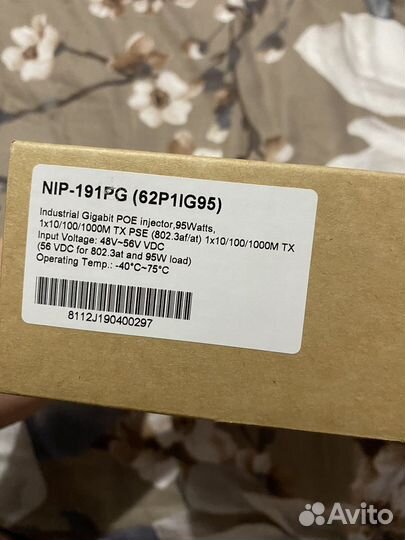 NIP-191PG (62P1IG95)
Industrial Gigabit POE injector,95Watts,
1x10/100/1000M TX PSE (802.3af/at) 1x10/100/1000M TX
Input Voltage: 48V~56V VDC
(56 VDC for 802.3at and 95W load)
Operating Temp.: -40°C~75°C
8112J190400297
Avito